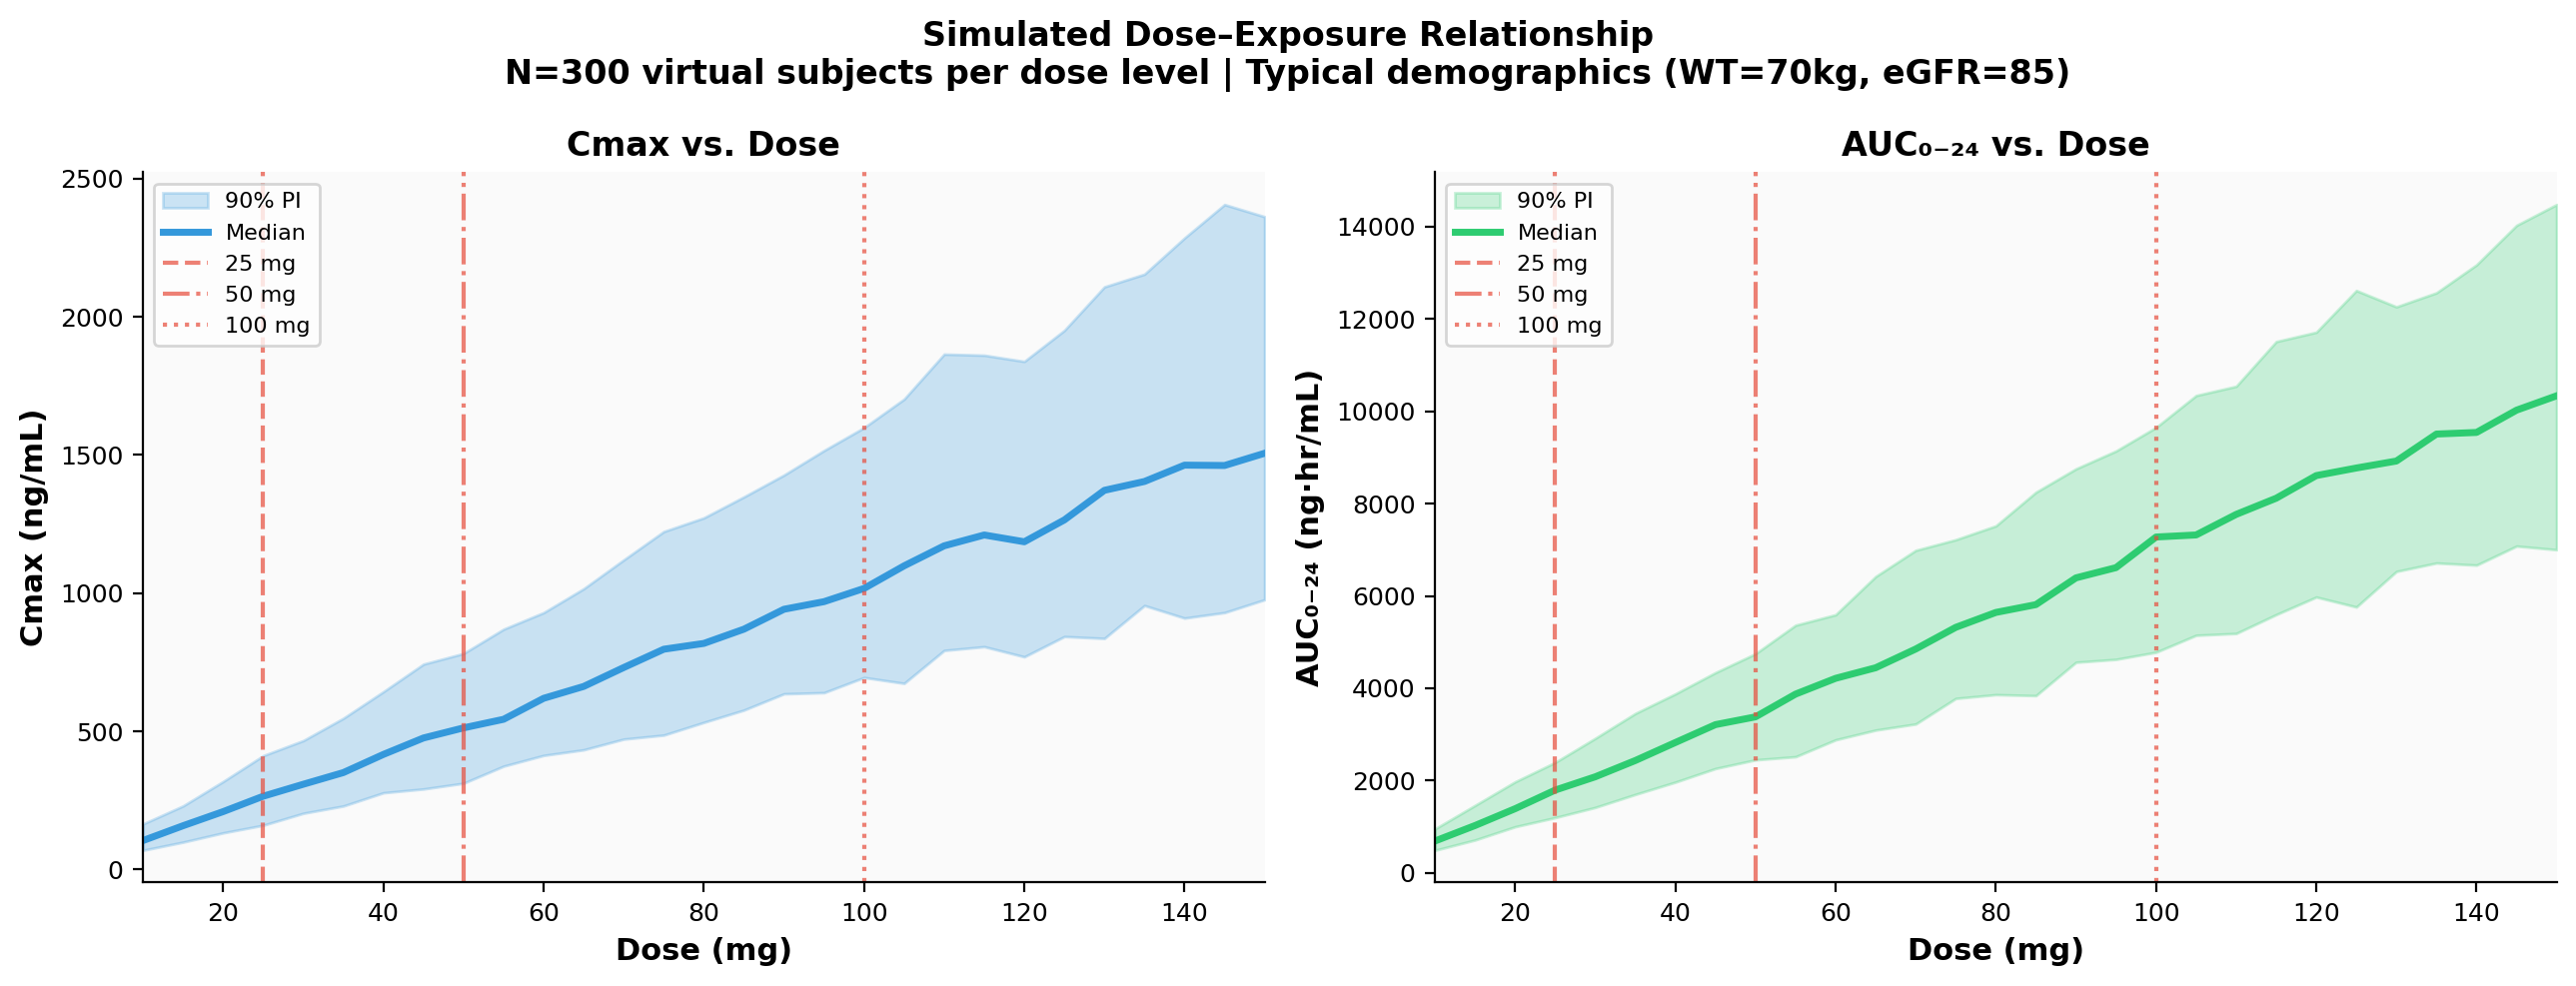 Simulated Dose–Exposure Relationship
N=300 virtual subjects per dose level | Typical demographics (WT=70kg, eGFR=85)
Cmax vs. Dose
2500
2000
1500
1000
500
0
Cmax (ng/mL)
90% PI
Median
25 mg
50 mg
100 mg
20 40 60 80 100 120 140
Dose (mg)
AUC₀₋₂₄ vs. Dose
14000
12000
10000
8000
6000
4000
2000
0
AUC₀₋₂₄ (ng·hr/mL)
90% PI
Median
25 mg
50 mg
100 mg
20 40 60 80 100 120 140
Dose (mg)